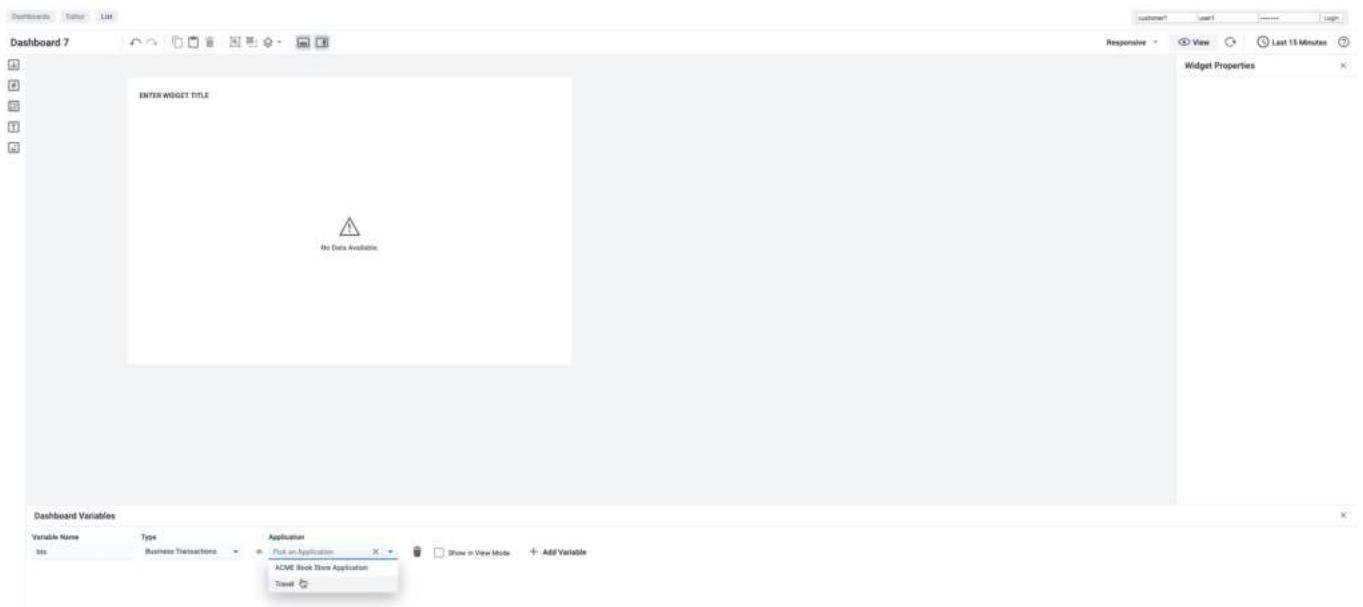 Dashboards Editor List
customer1 user1 ••••••• Login
Dashboard 7
Responsive View Last 15 Minutes
Widget Properties
ENTER WIDGET TITLE
No Data Available.
Dashboard Variables
Variable Name Type Application
bts Business Transactions Pick an Application Show in View Mode + Add Variable
ACME Book Store Application
Travel